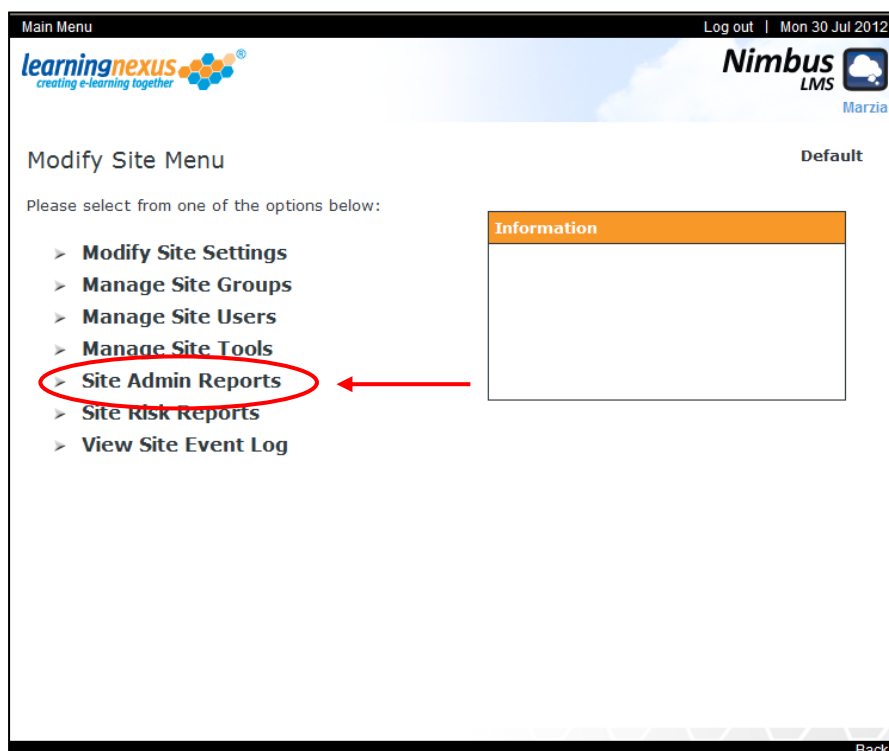 Main Menu
Log out | Mon 30 Jul 2012
learningnexus®
creating e-learning together
Nimbus
LMS
Marzia
Modify Site Menu
Default
Please select from one of the options below:
Information
Modify Site Settings
Manage Site Groups
Manage Site Users
Manage Site Tools
Site Admin Reports
Site Risk Reports
View Site Event Log
Back